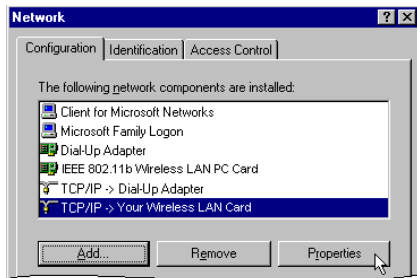 Network
Configuration Identification Access Control
The following network components are installed:
Client for Microsoft Networks
Microsoft Family Logon
Dial-Up Adapter
IEEE 802.11b Wireless LAN PC Card
TCP/IP -> Dial-Up Adapter
TCP/IP -> Your Wireless LAN Card
Add... Remove Properties